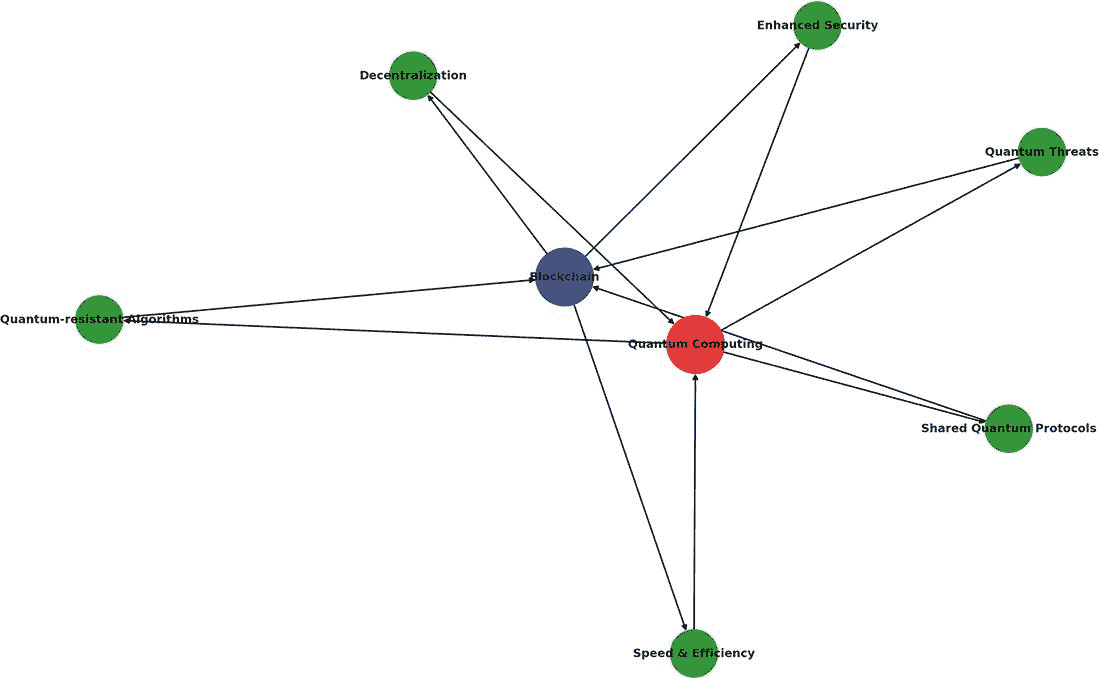 Enhanced Security
Decentralization
Quantum Threats
Blockchain
Quantum-resistant Algorithms
Quantum Computing
Shared Quantum Protocols
Speed & Efficiency